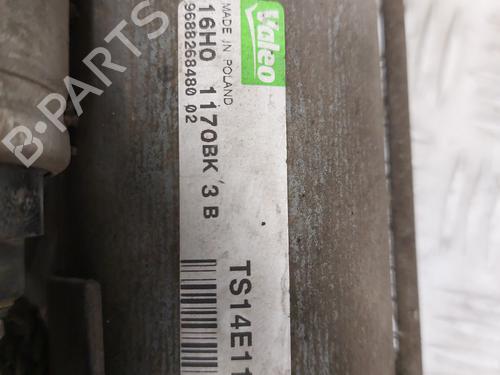 Valeo
MADE IN POLAND
16H0 1170BK 3 B
9688268480 02
TS14E11
B-PARTS